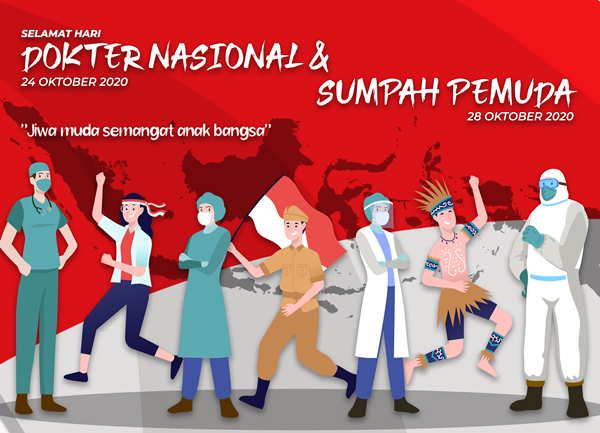 SELAMAT HARI
DOKTER NASIONAL &
24 OKTOBER 2020
SUMPAH PEMUDA
28 OKTOBER 2020
"Jiwa muda semangat anak bangsa"